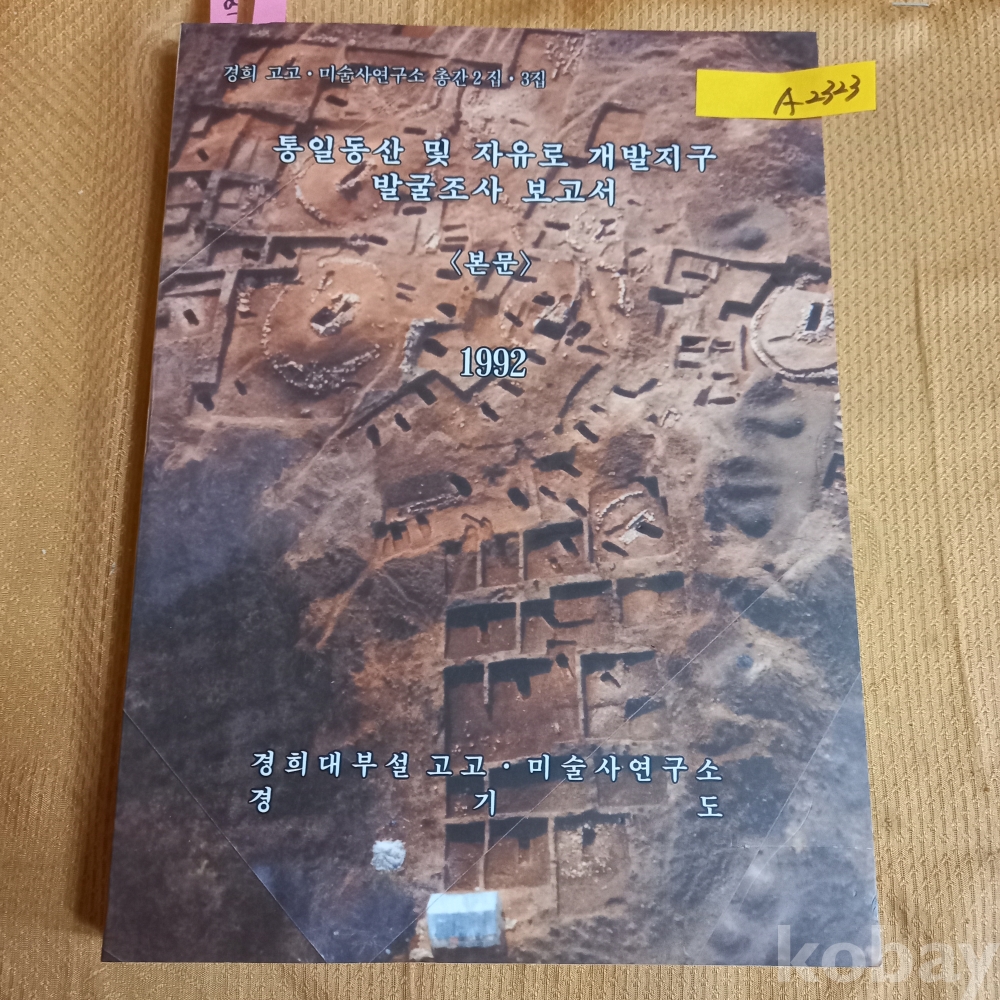 경희 고고·미술사연구소 총간2집·3집
A2323
통일동산 및 자유로 개발지구
발굴조사 보고서
〈본문〉
1992
경희대부설 고고·미술사연구소
경기도
kobay